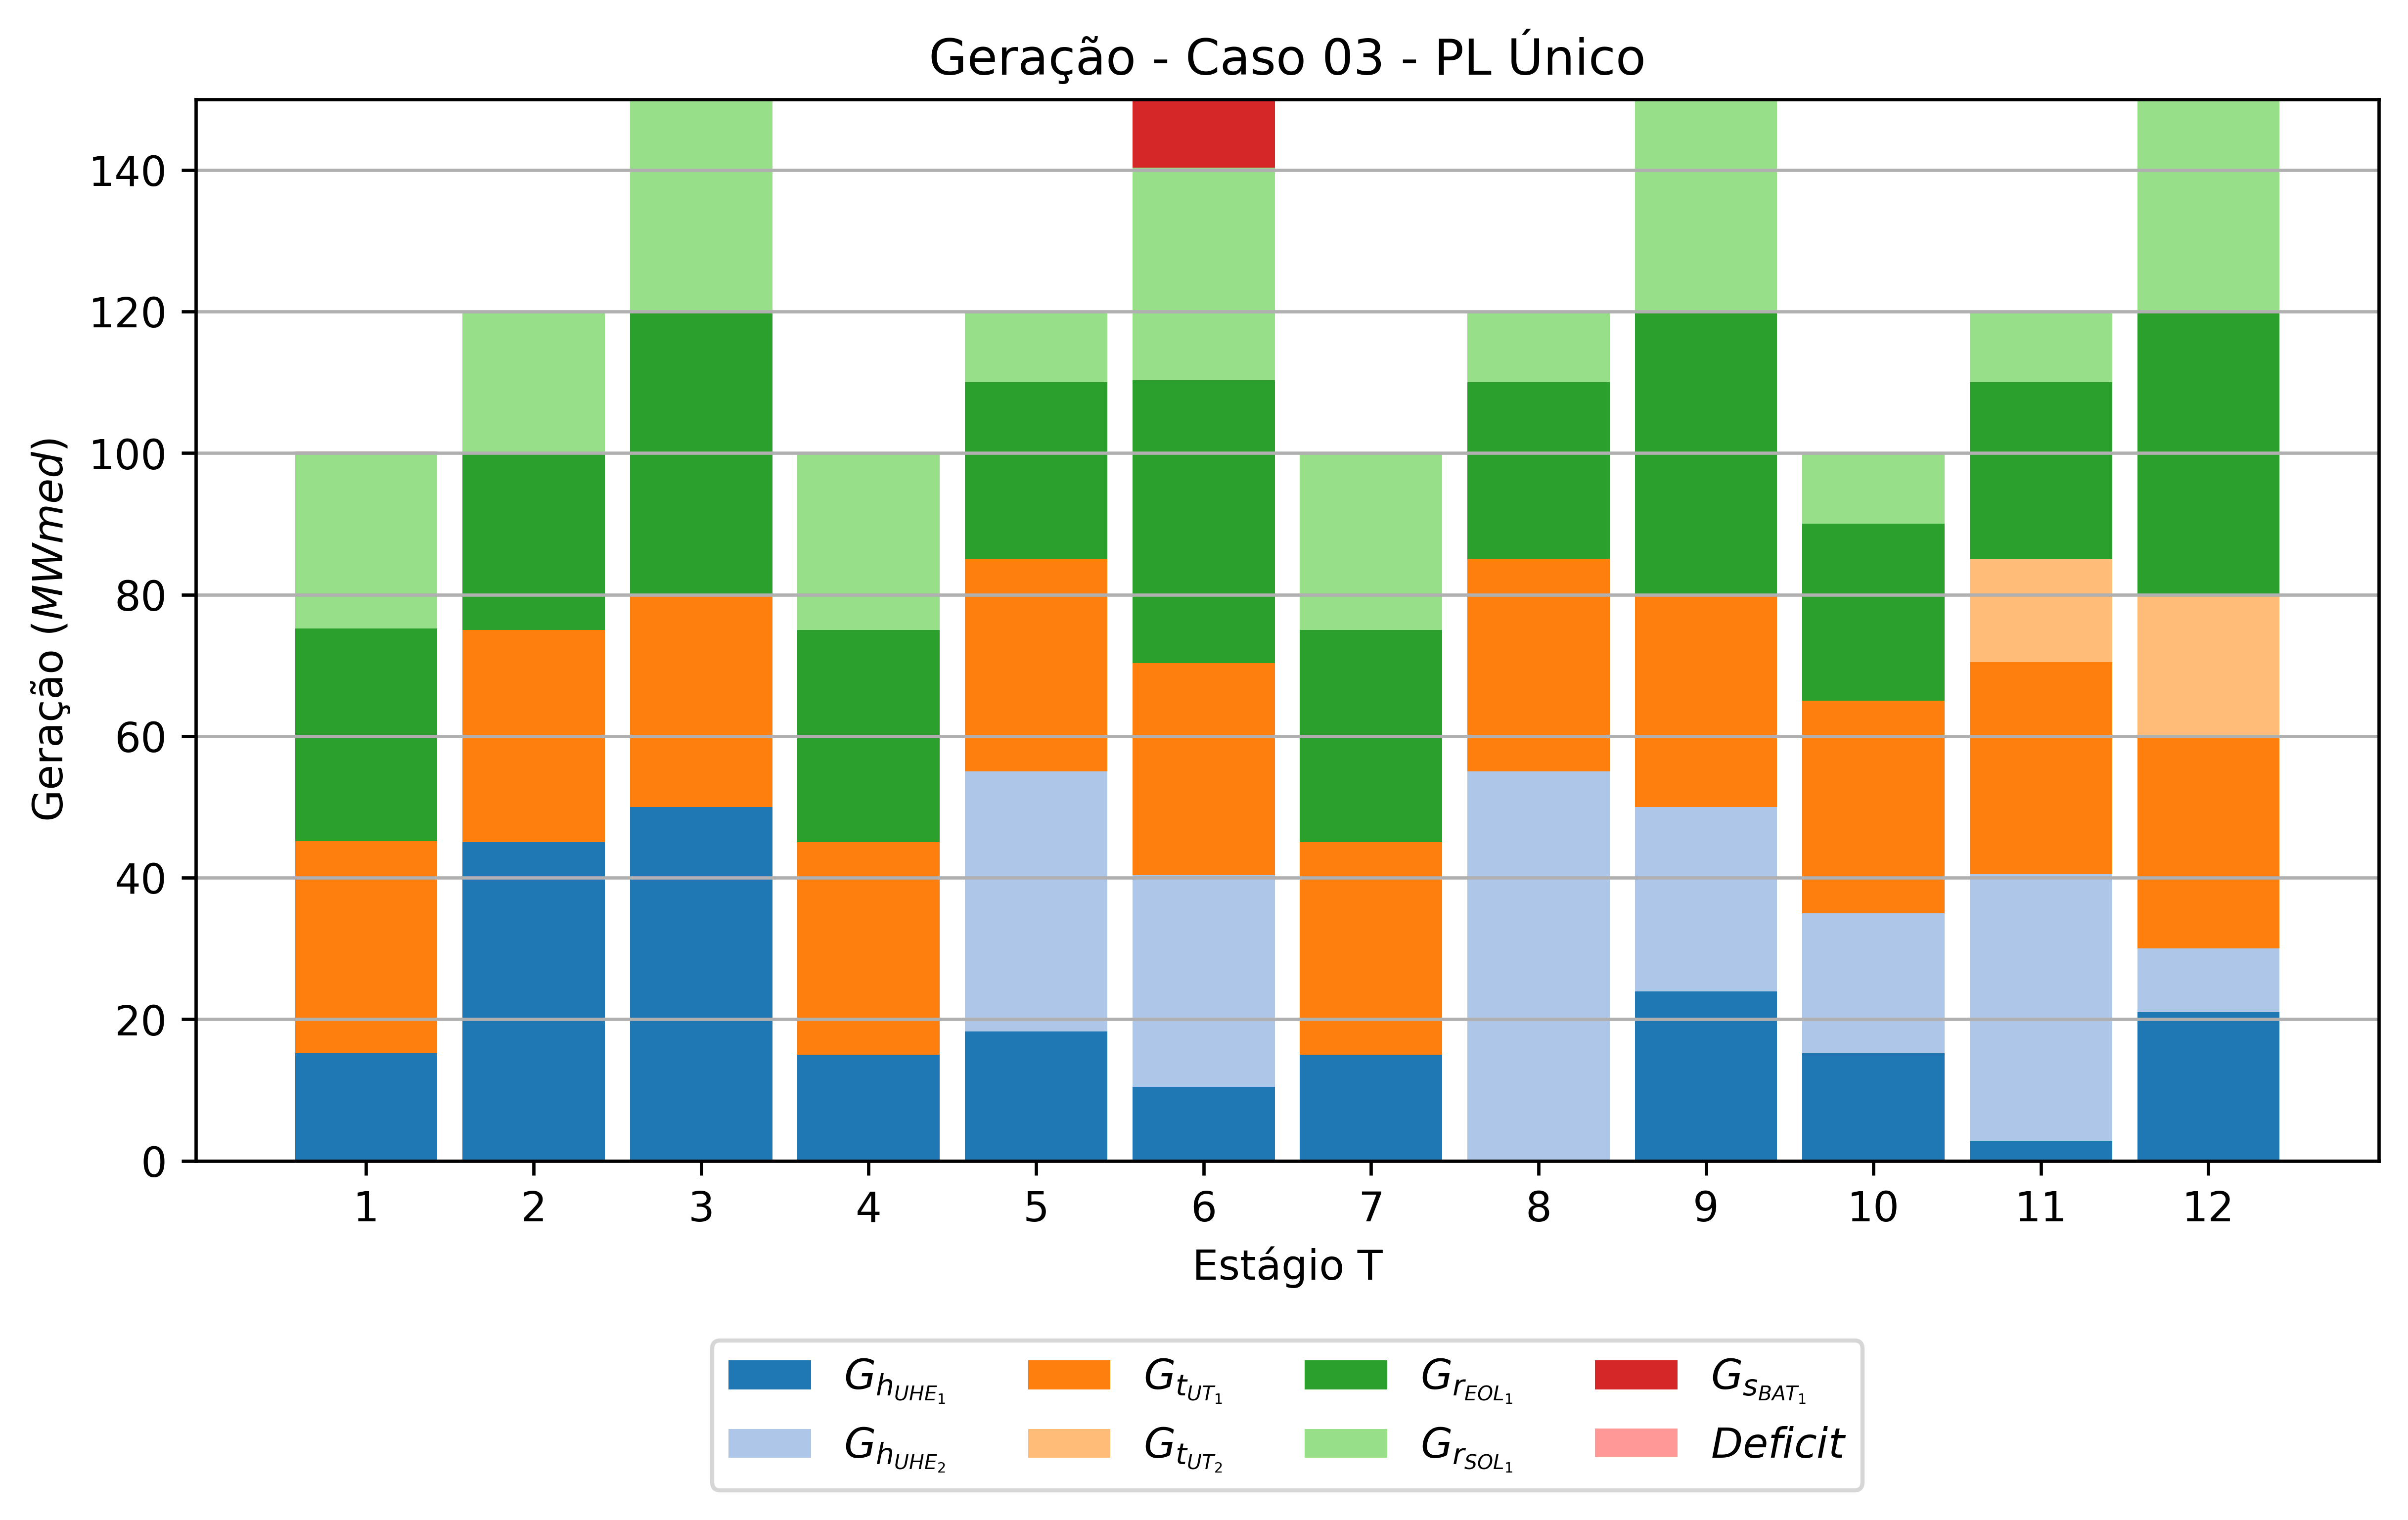 Geração - Caso 03 - PL Único
Geração (MWmed)
140
120
100
80
60
40
20
0
1 2 3 4 5 6 7 8 9 10 11 12
Estágio T
G_{h_{UHE_1}} G_{t_{UT_1}} G_{r_{EOL_1}} G_{s_{BAT_1}}
G_{h_{UHE_2}} G_{t_{UT_2}} G_{r_{SOL_1}} Deficit